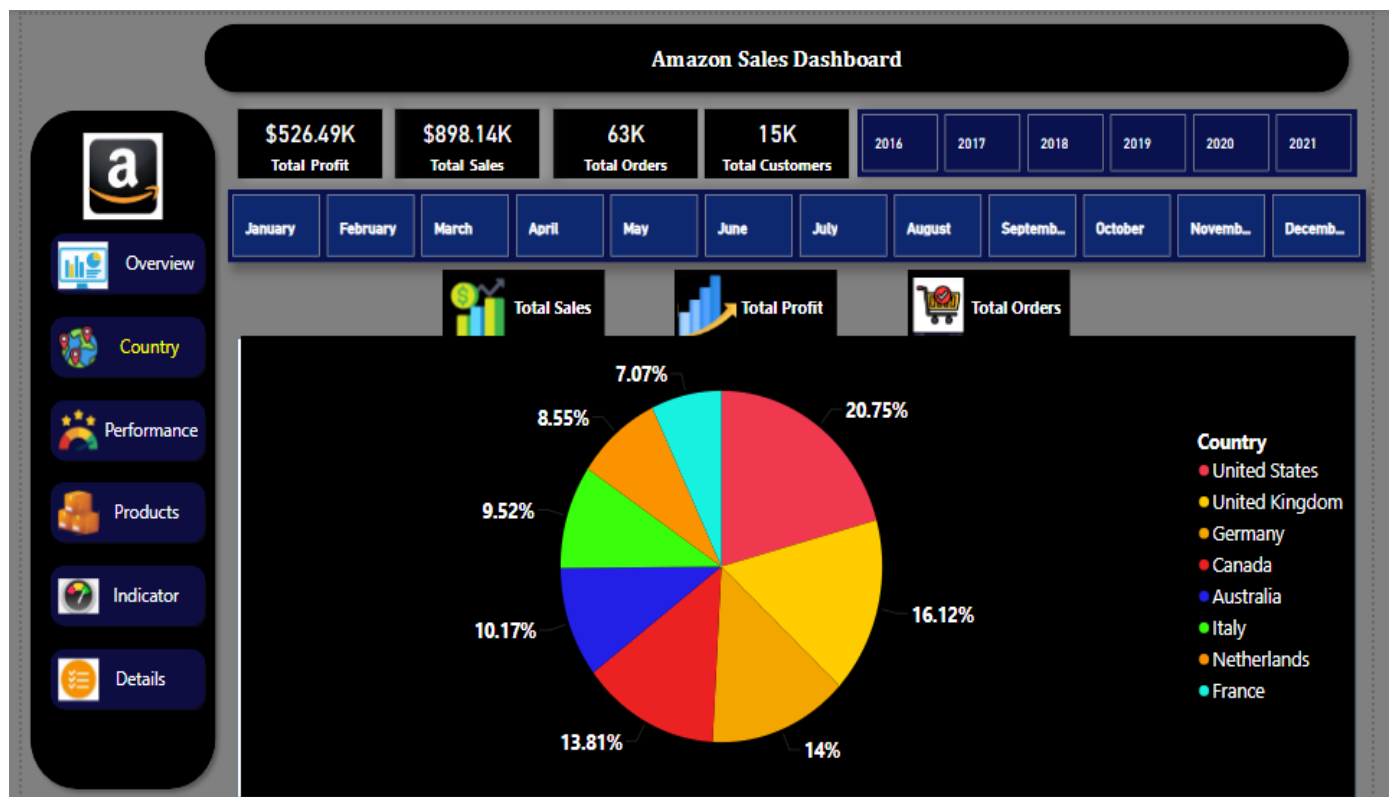 Amazon Sales Dashboard
$526.49K
Total Profit
$898.14K
Total Sales
63K
Total Orders
15K
Total Customers
2016
2017
2018
2019
2020
2021
January
February
March
April
May
June
July
August
Septemb...
October
Novemb...
Decemb...
a
Overview
Country
Performance
Products
Indicator
Details
$
Total Sales
Total Profit
Total Orders
7.07%
20.75%
8.55%
9.52%
16.12%
10.17%
13.81%
14%
Country
United States
United Kingdom
Germany
Canada
Australia
Italy
Netherlands
France